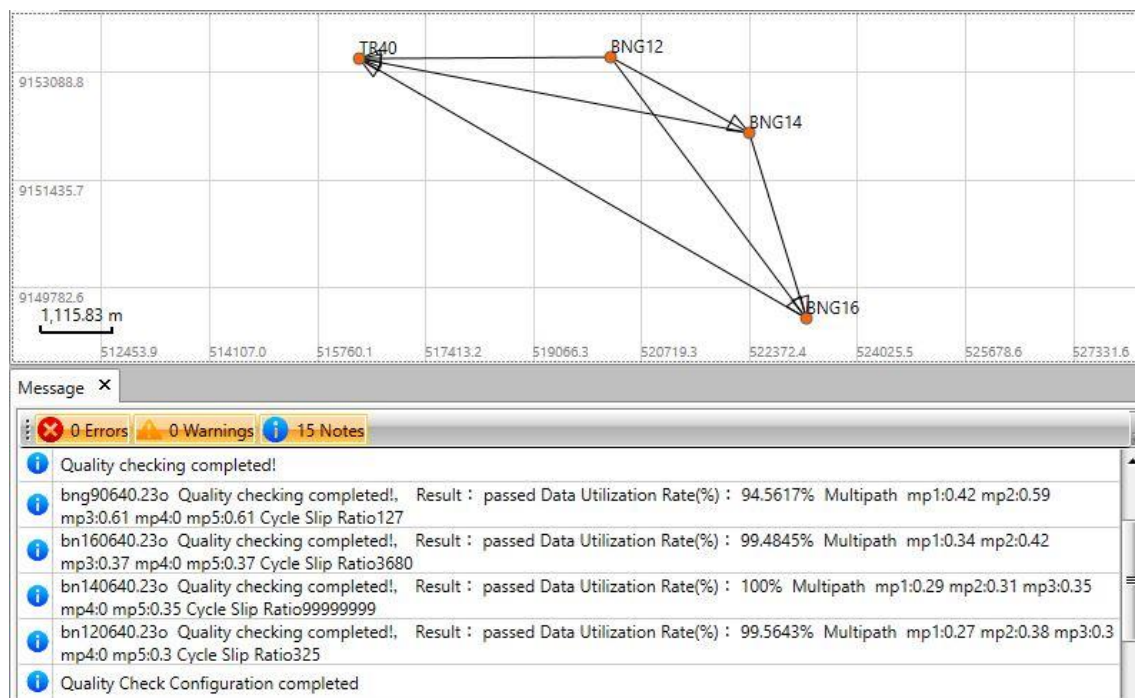 TR40
BNG12
9153088.8
BNG14
9151435.7
9149782.6
1,115.83 m
BNG16
512453.9 514107.0 515760.1 517413.2 519066.3 520719.3 522372.4 524025.5 525678.6 527331.6
Message ×
0 Errors 0 Warnings 15 Notes
Quality checking completed!
bng90640.23o Quality checking completed!, Result : passed Data Utilization Rate(%) : 94.5617% Multipath mp1:0.42 mp2:0.59
mp3:0.61 mp4:0 mp5:0.61 Cycle Slip Ratio127
bn160640.23o Quality checking completed!, Result : passed Data Utilization Rate(%) : 99.4845% Multipath mp1:0.34 mp2:0.42
mp3:0.37 mp4:0 mp5:0.37 Cycle Slip Ratio3680
bn140640.23o Quality checking completed!, Result : passed Data Utilization Rate(%) : 100% Multipath mp1:0.29 mp2:0.31 mp3:0.35
mp4:0 mp5:0.35 Cycle Slip Ratio99999999
bn120640.23o Quality checking completed!, Result : passed Data Utilization Rate(%) : 99.5643% Multipath mp1:0.27 mp2:0.38 mp3:0.3
mp4:0 mp5:0.3 Cycle Slip Ratio325
Quality Check Configuration completed